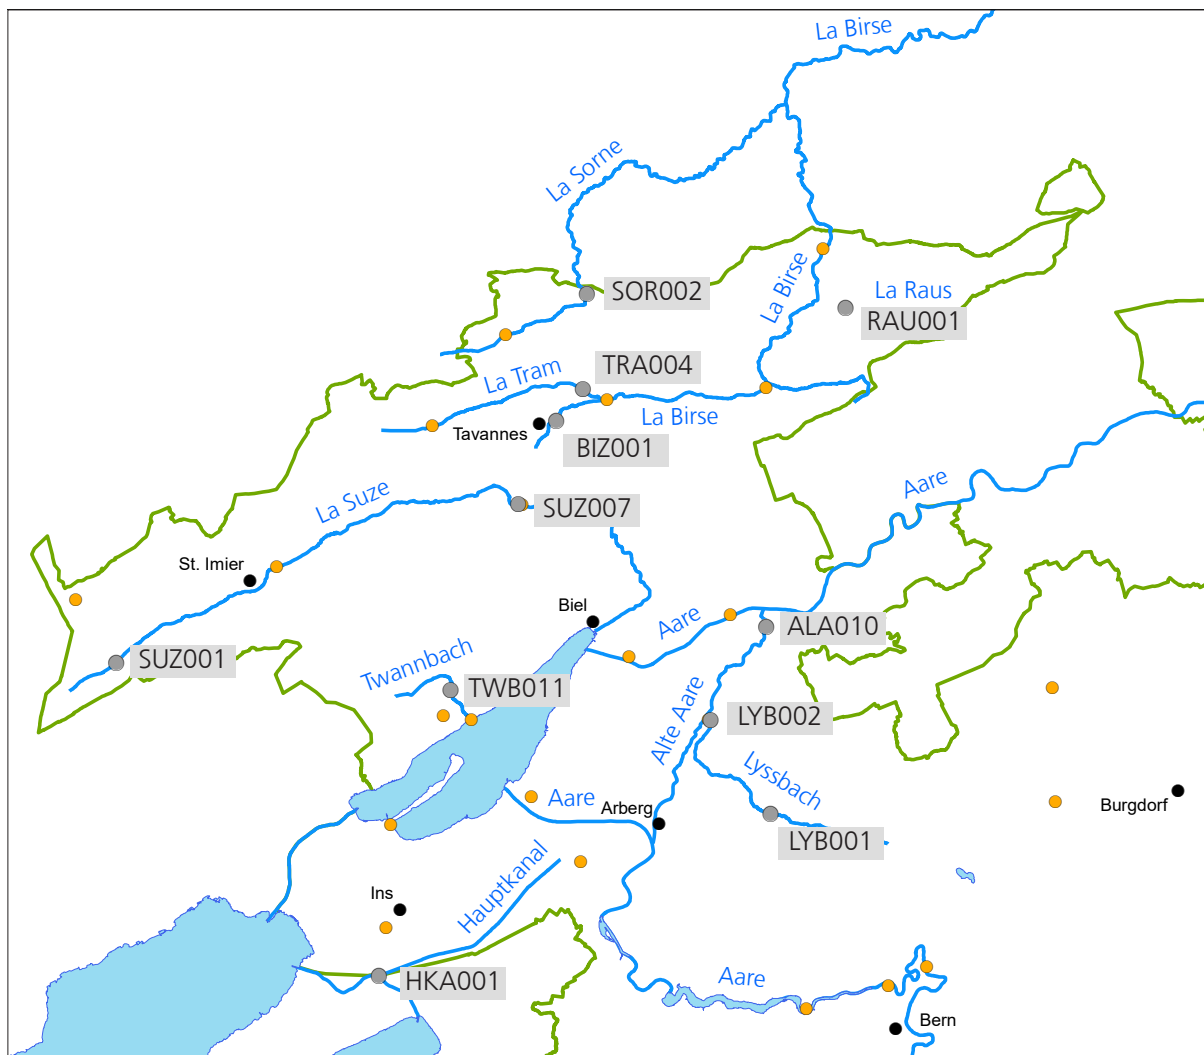 La Birse
La Sorne
La Birse
La Raus
SOR002
RAU001
TRA004
La Tram
La Birse
Tavannes
BIZ001
Aare
La Suze
SUZ007
St. Imier
Biel
Aare
ALA010
SUZ001
Twannbach
TWB011
Alte Aare
LYB002
Lyssbach
Aare
Arberg
Burgdorf
LYB001
Hauptkanal
Ins
HKA001
Aare
Bern